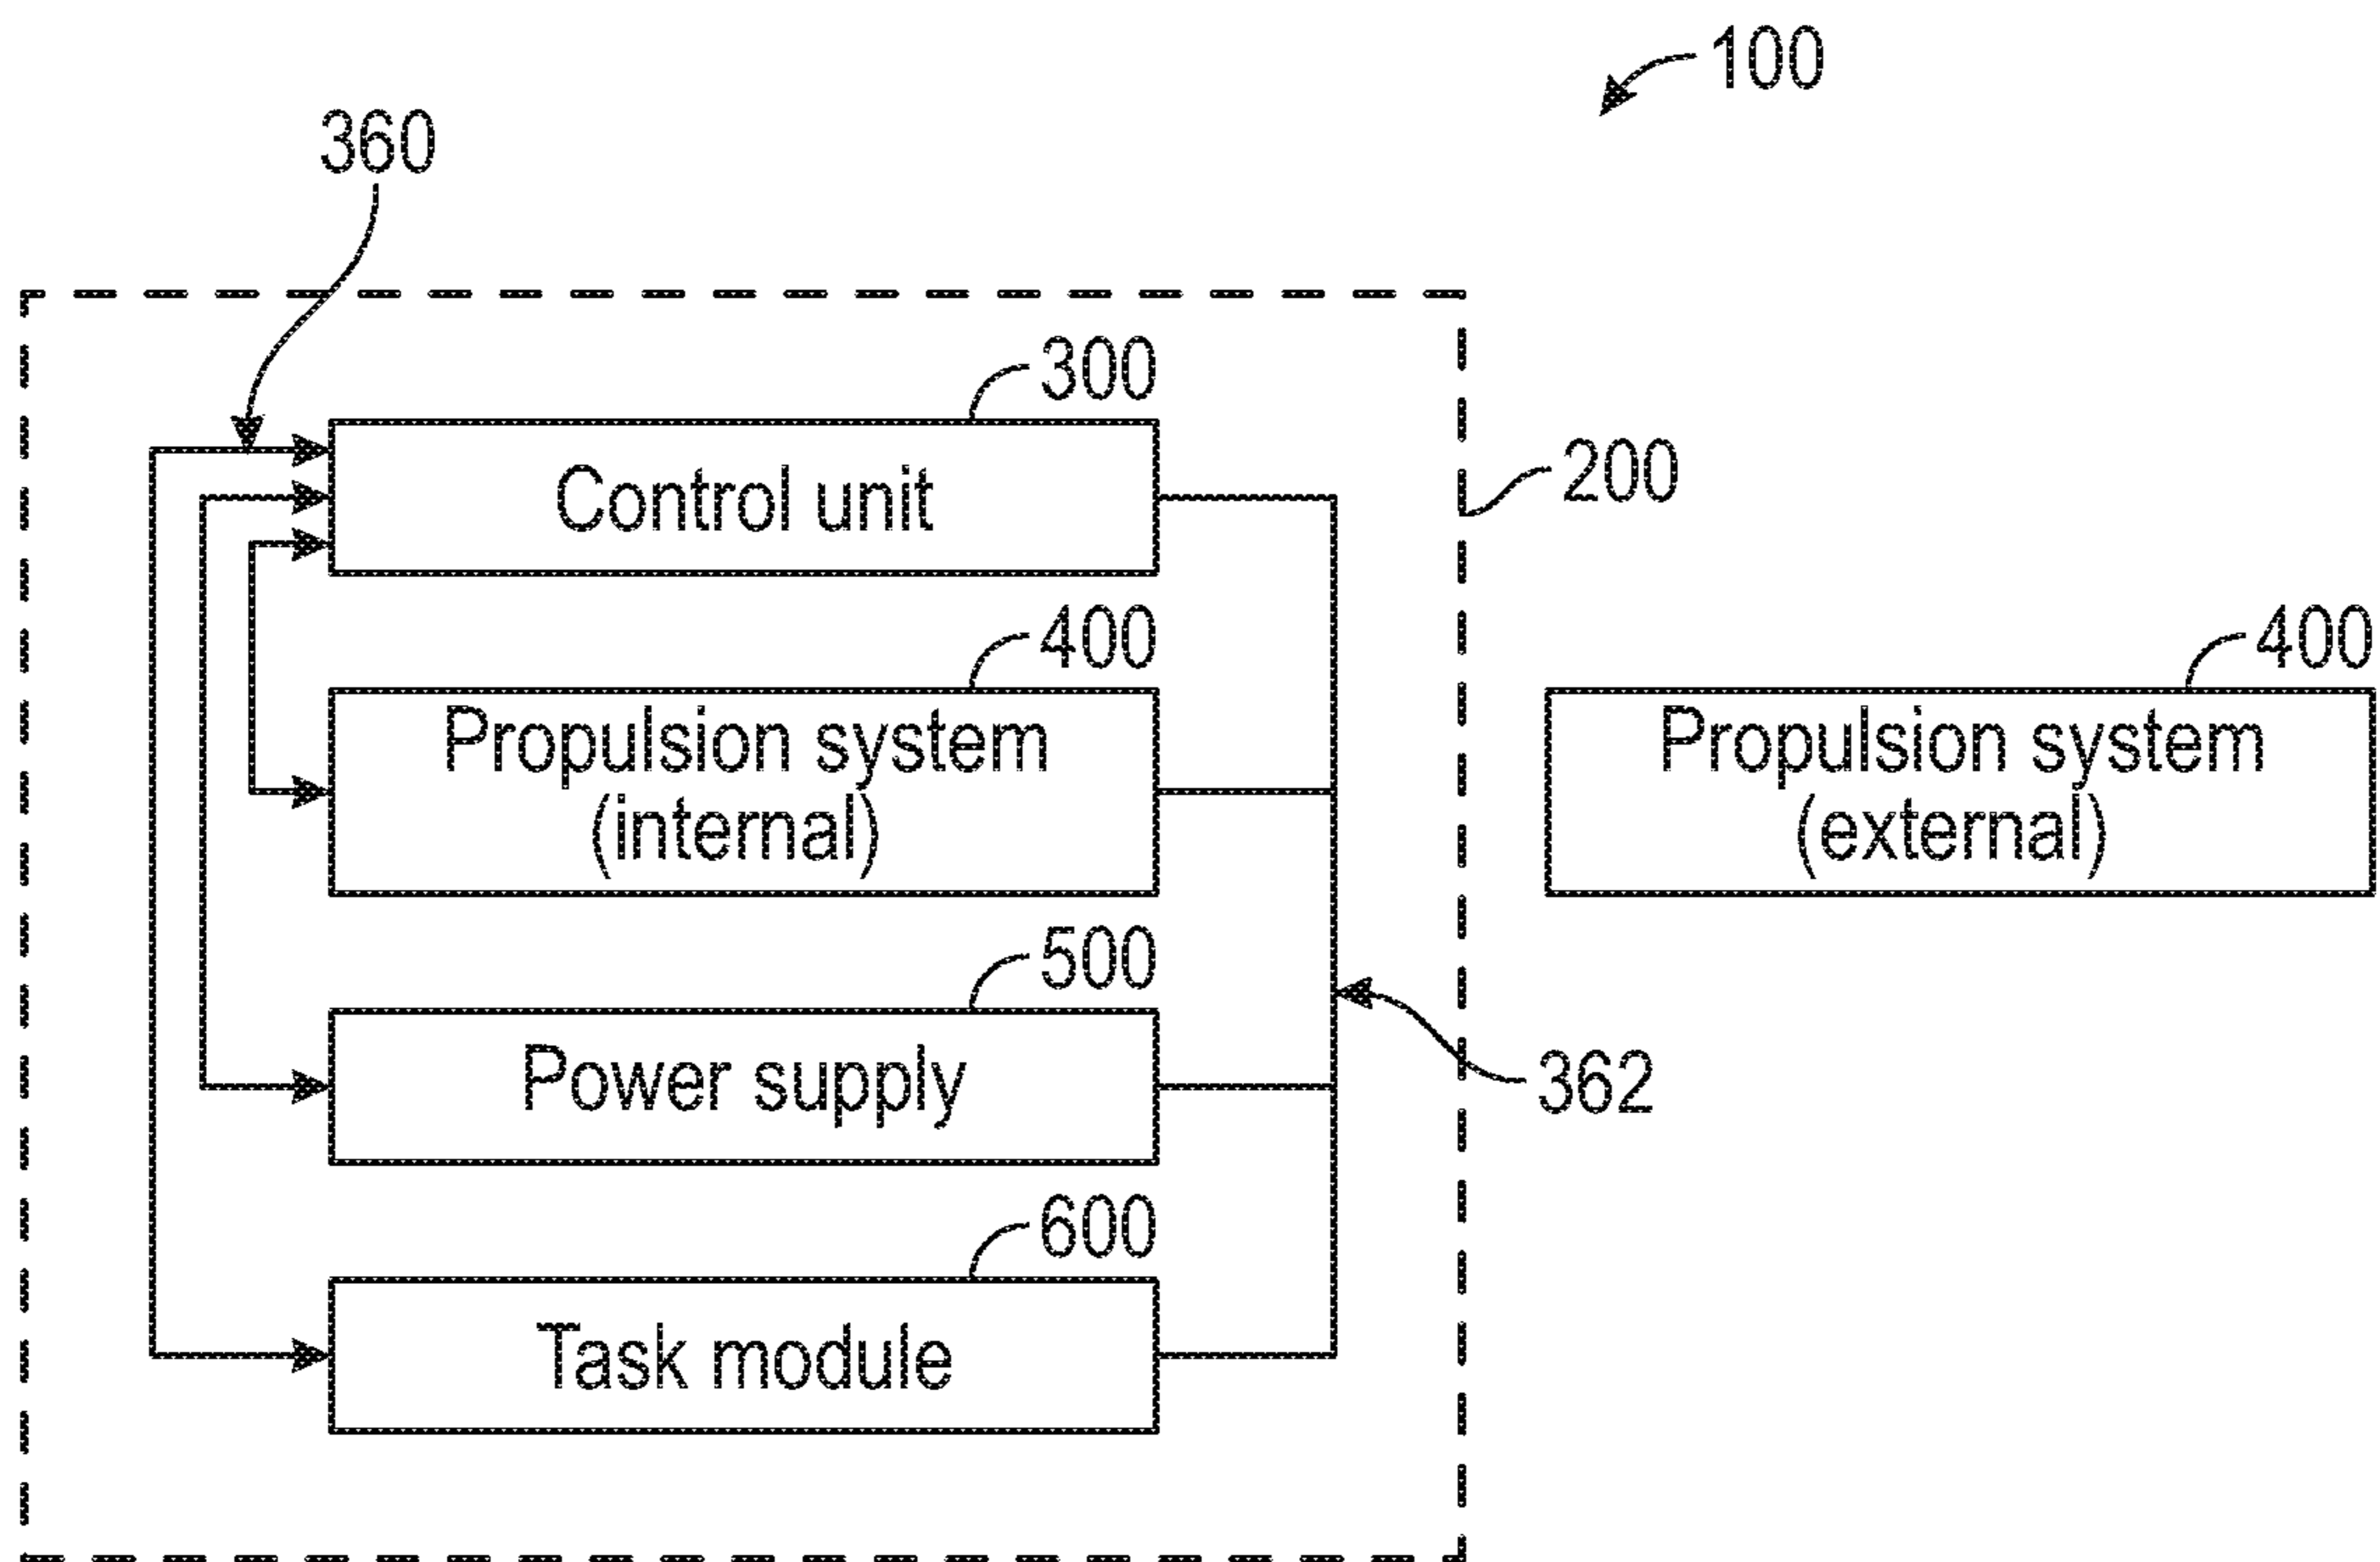 100
360
300
Control unit
200
400
Propulsion system
(internal)
400
Propulsion system
(external)
500
Power supply
362
600
Task module